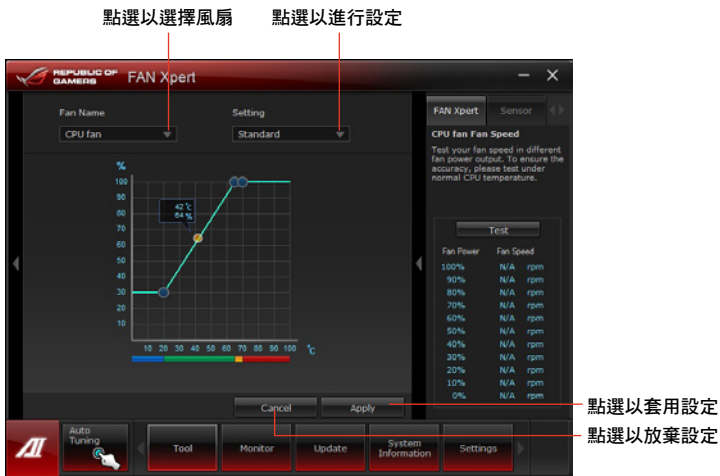 點選以選擇風扇
點選以進行設定
REPUBLIC OF
GAMERS
FAN Xpert
Fan Name
Setting
CPU fan
Standard
%
100
90
80
70
60
50
40
30
20
10
42 °c
64 %
10 20 30 40 50 60 70 80 90 100 °C
Cancel
Apply
FAN Xpert
Sensor
CPU fan Fan Speed
Test your fan speed in different
fan power output. To ensure the
accuracy, please test under
normal CPU temperature.
Test
Fan Power Fan Speed
100% N/A rpm
90% N/A rpm
80% N/A rpm
70% N/A rpm
60% N/A rpm
50% N/A rpm
40% N/A rpm
30% N/A rpm
20% N/A rpm
10% N/A rpm
0% N/A rpm
點選以套用設定
點選以放棄設定
Auto
Tuning
Tool
Monitor
Update
System
Information
Settings